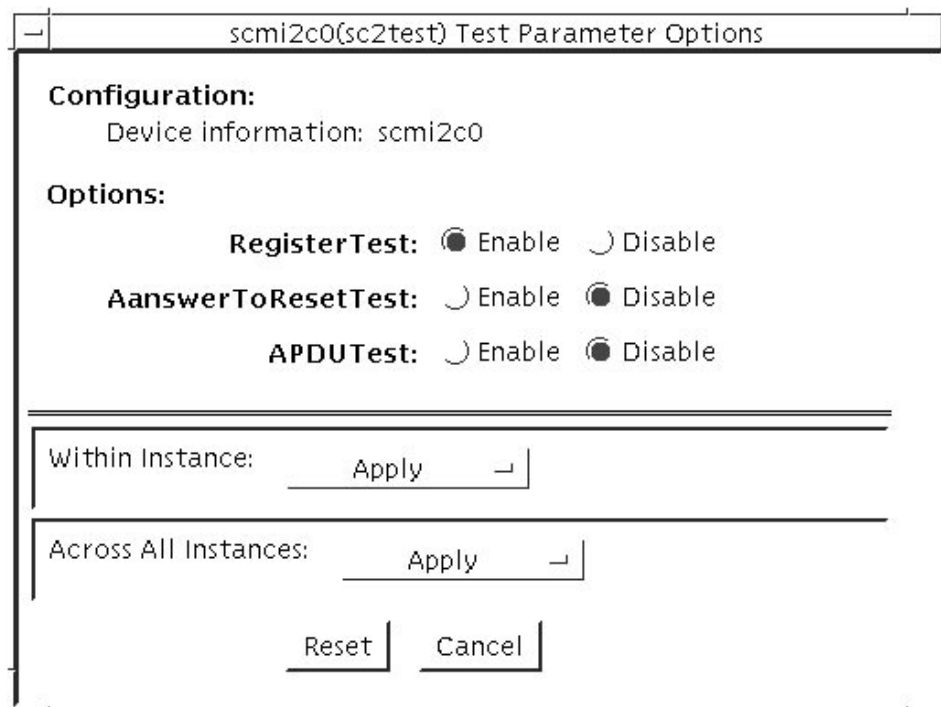 scmi2c0(sc2test) Test Parameter Options
Configuration:
Device information: scmi2c0
Options:
RegisterTest: Enable Disable
AanswerToResetTest: Enable Disable
APDUTest: Enable Disable
Within Instance: Apply
Across All Instances: Apply
Reset Cancel